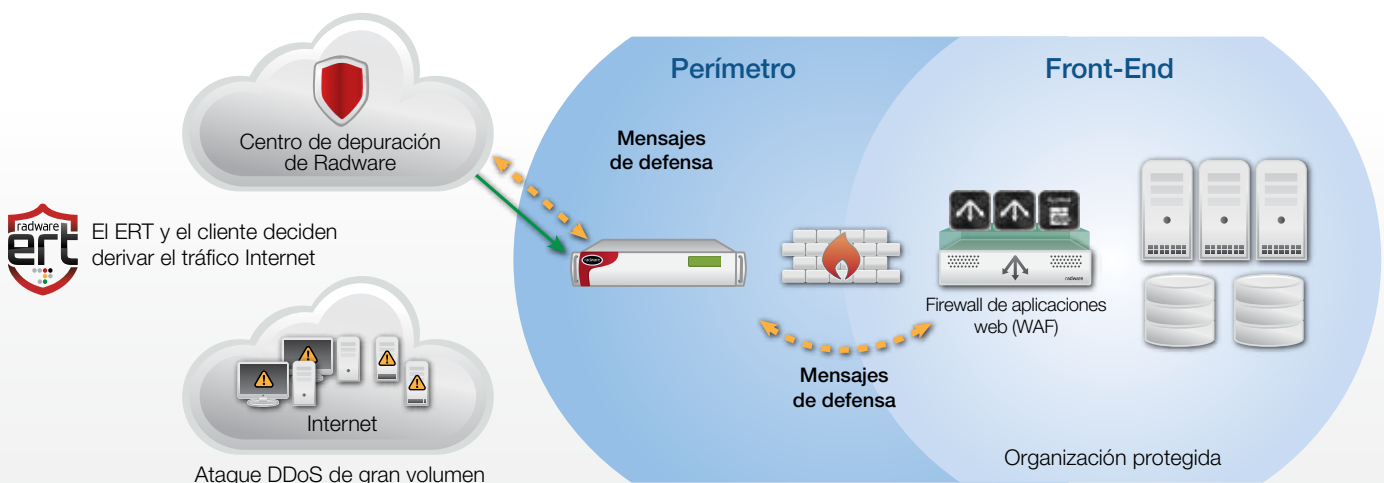 Perímetro
Front-End
Centro de depuración
de Radware
Mensajes
de defensa
radware
ert
El ERT y el cliente deciden
derivar el tráfico Internet
radware
radware
Firewall de aplicaciones
web (WAF)
Mensajes
de defensa
Internet
Ataque DDoS de gran volumen
Organización protegida